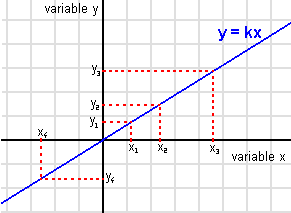 variable y
y = kx
y3
y2
y1
x4
x1
x2
x3
variable x
y4